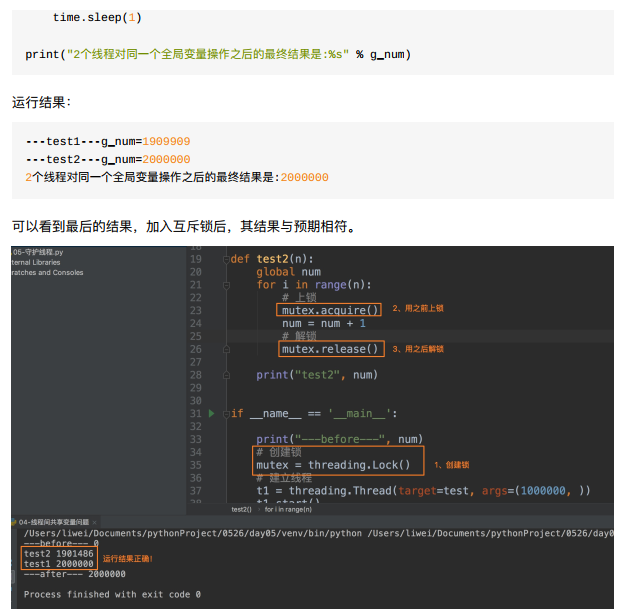 time.sleep(1)
print("2个线程对同一个全局变量操作之后的最终结果是:%s" % g_num)
运行结果：
---test1---g_num=1909909
---test2---g_num=2000000
2个线程对同一个全局变量操作之后的最终结果是:2000000
可以看到最后的结果，加入互斥锁后，其结果与预期相符。
05-守护线程.py
ternal Libraries
ratches and Consoles
19 def test2(n):
20 global num
21 for i in range(n):
22 # 上锁
23 mutex.acquire() 2、用之前上锁
24 num = num + 1
25 # 解锁
26 mutex.release() 3、用之后解锁
27
28 print("test2", num)
29
30
31 if __name__ == '__main__':
32
33 print("---before---", num)
34 # 创建锁
35 mutex = threading.Lock() 1、创建锁
36 # 建立线程
37 t1 = threading.Thread(target=test, args=(1000000, ))
38 t1.start()
test2() › for i in range(n)
04-线程间共享变量问题 ×
/Users/liwei/Documents/pythonProject/0526/day05/venv/bin/python /Users/liwei/Documents/pythonProject/0526/day0
---before--- 0
test2 1901486
test1 2000000 运行结果正确！
---after--- 2000000
Process finished with exit code 0